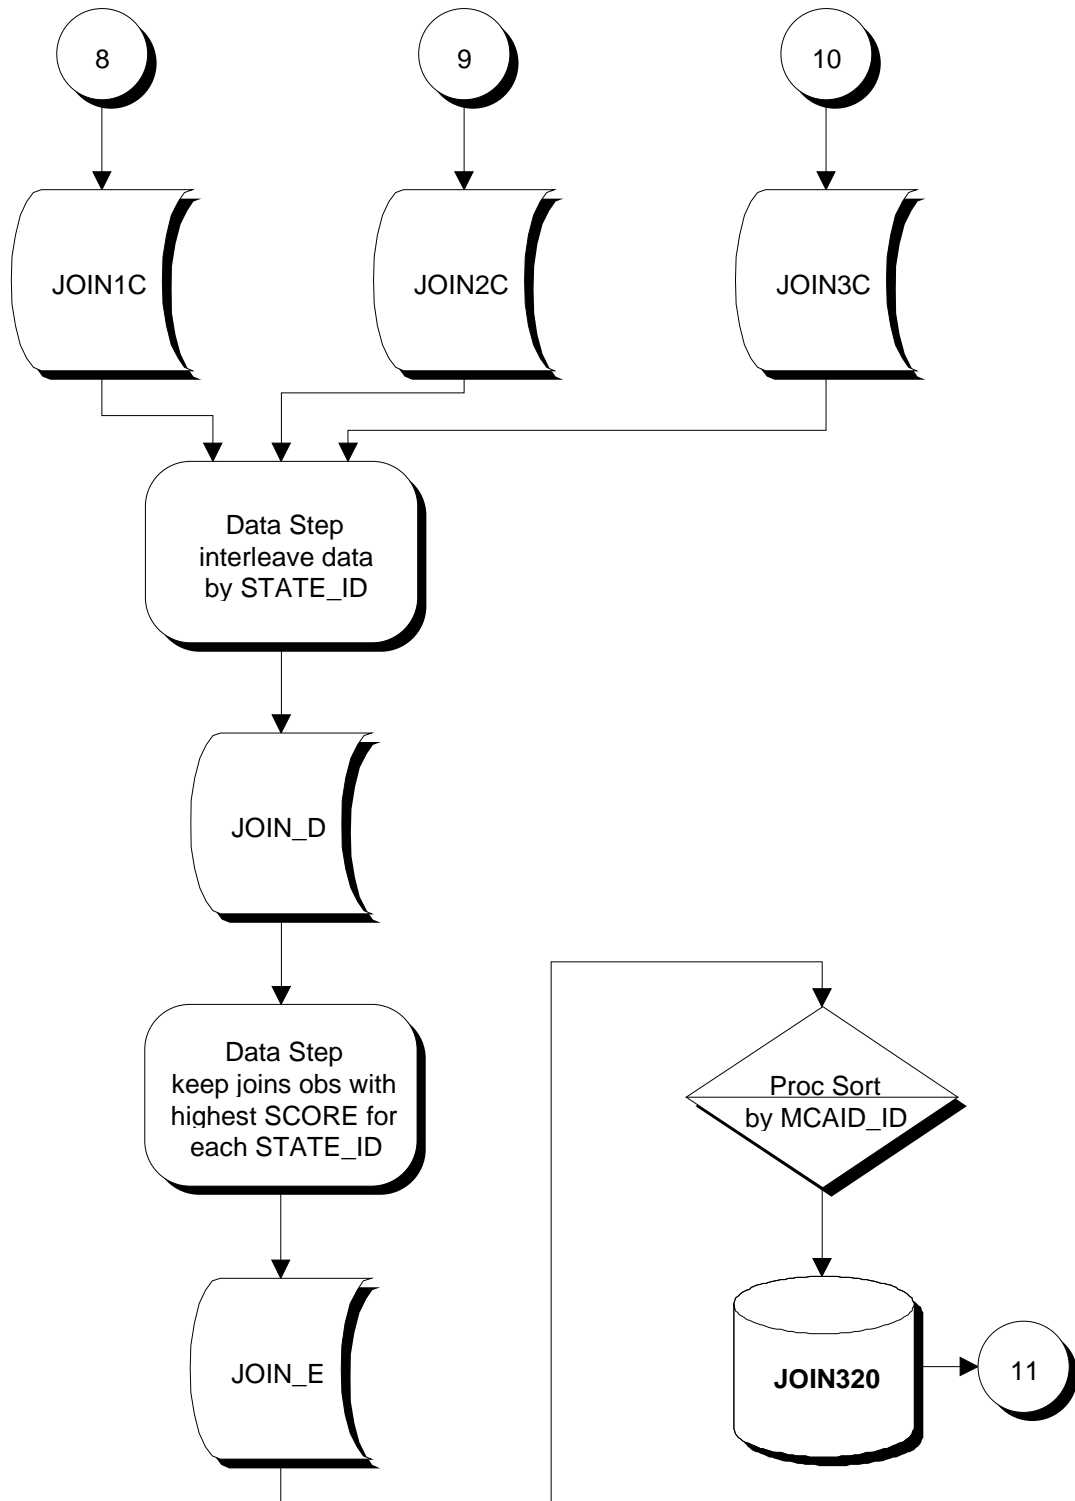 8
9
10
JOIN1C
JOIN2C
JOIN3C
Data Step
interleave data
by STATE_ID
JOIN_D
Data Step
keep joins obs with
highest SCORE for
each STATE_ID
Proc Sort
by MCAID_ID
JOIN_E
JOIN320
11